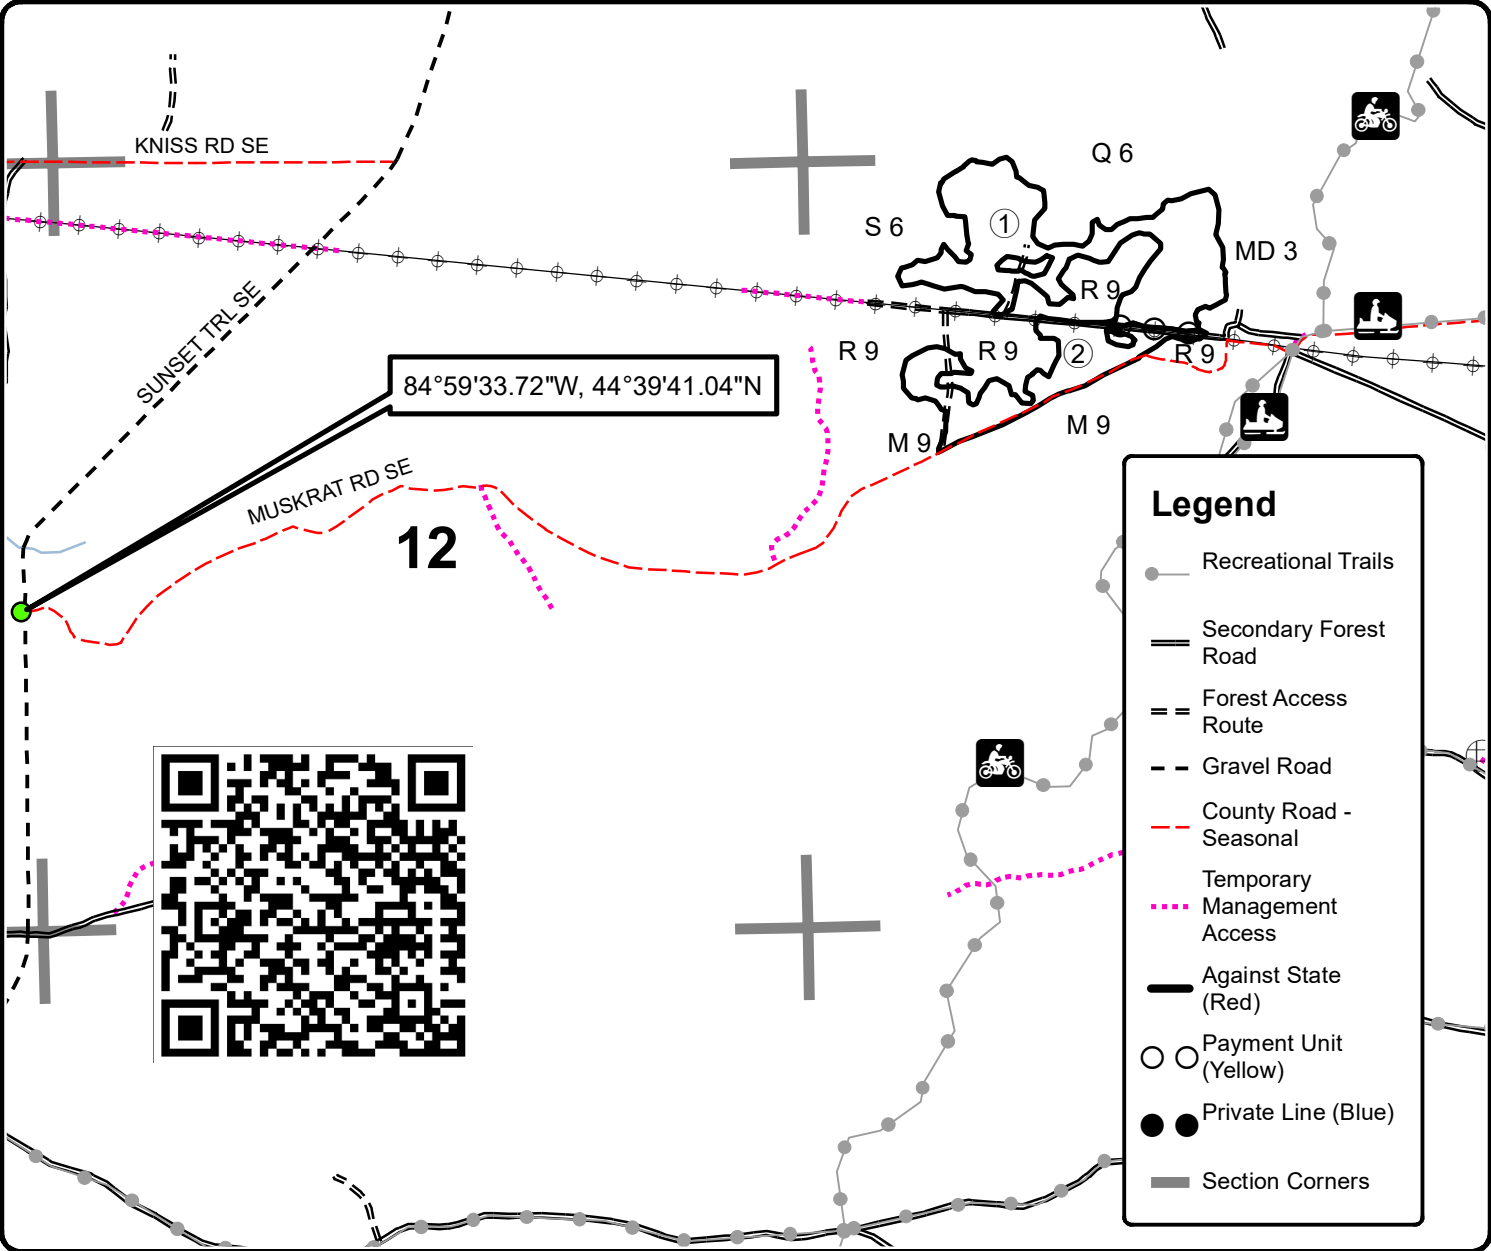 KNISS RD SE
Q 6
S 6
1
MD 3
R 9
SUNSET TRL SE
R 9
R 9
2
R 9
84°59'33.72"W, 44°39'41.04"N
M 9
M 9
MUSKRAT RD SE
12
Legend
Recreational Trails
Secondary Forest
Road
Forest Access
Route
Gravel Road
County Road -
Seasonal
Temporary
Management
Access
Against State
(Red)
Payment Unit
(Yellow)
Private Line (Blue)
Section Corners